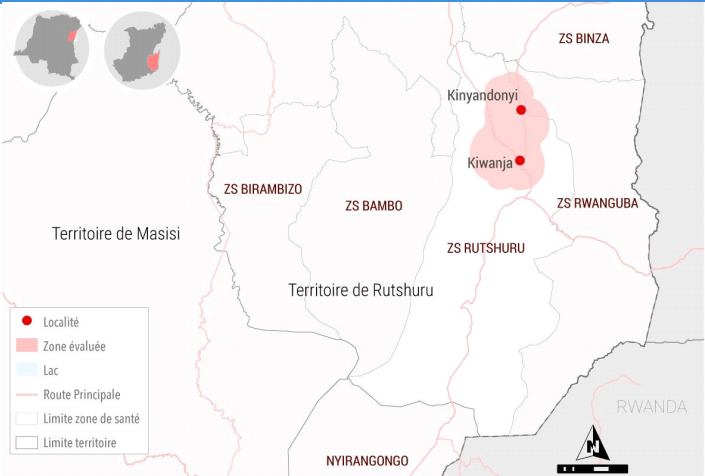 ZS BINZA
Kinyandonyi
Kiwanja
ZS BIRAMBIZO
ZS BAMBO
ZS RWANGUBA
Territoire de Masisi
ZS RUTSHURU
Territoire de Rutshuru
Localité
Zone évaluée
Lac
Route Principale
Limite zone de santé
Limite territoire
RWANDA
N
NYIRANGONGO